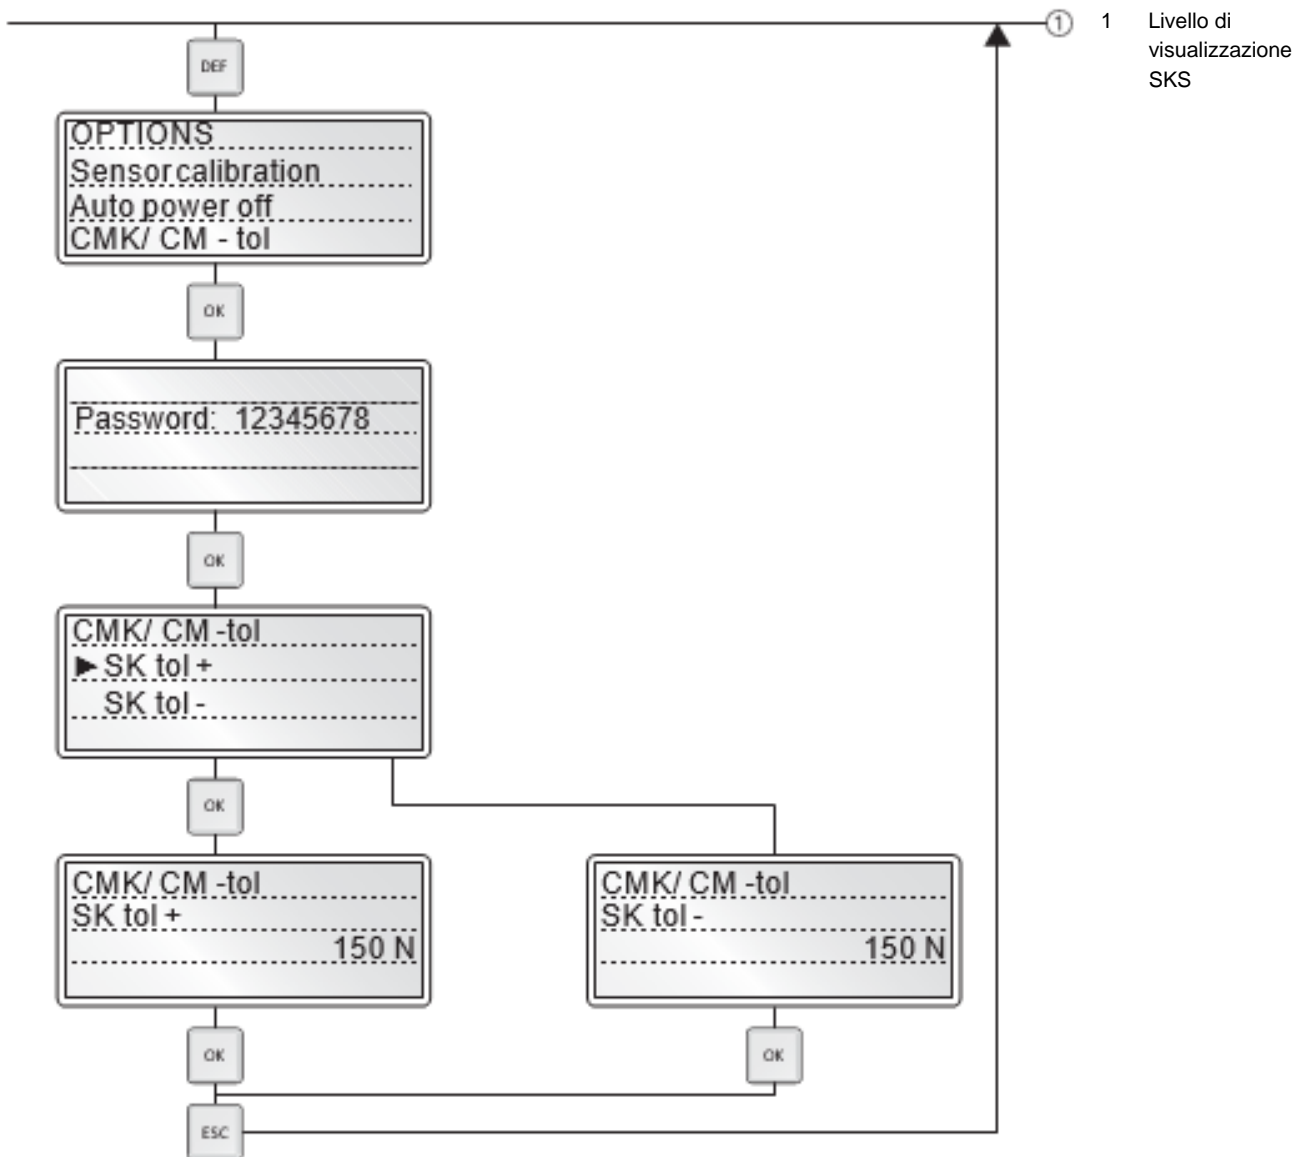 ① 1 Livello di
visualizzazione
SKS
DEF
OPTIONS
Sensor calibration
Auto power off
CMK/ CM - tol
OK
Password: 12345678
OK
CMK/ CM -tol
►SK tol +
SK tol -
OK
CMK/ CM -tol
SK tol +
150 N
CMK/ CM -tol
SK tol -
150 N
OK
OK
ESC